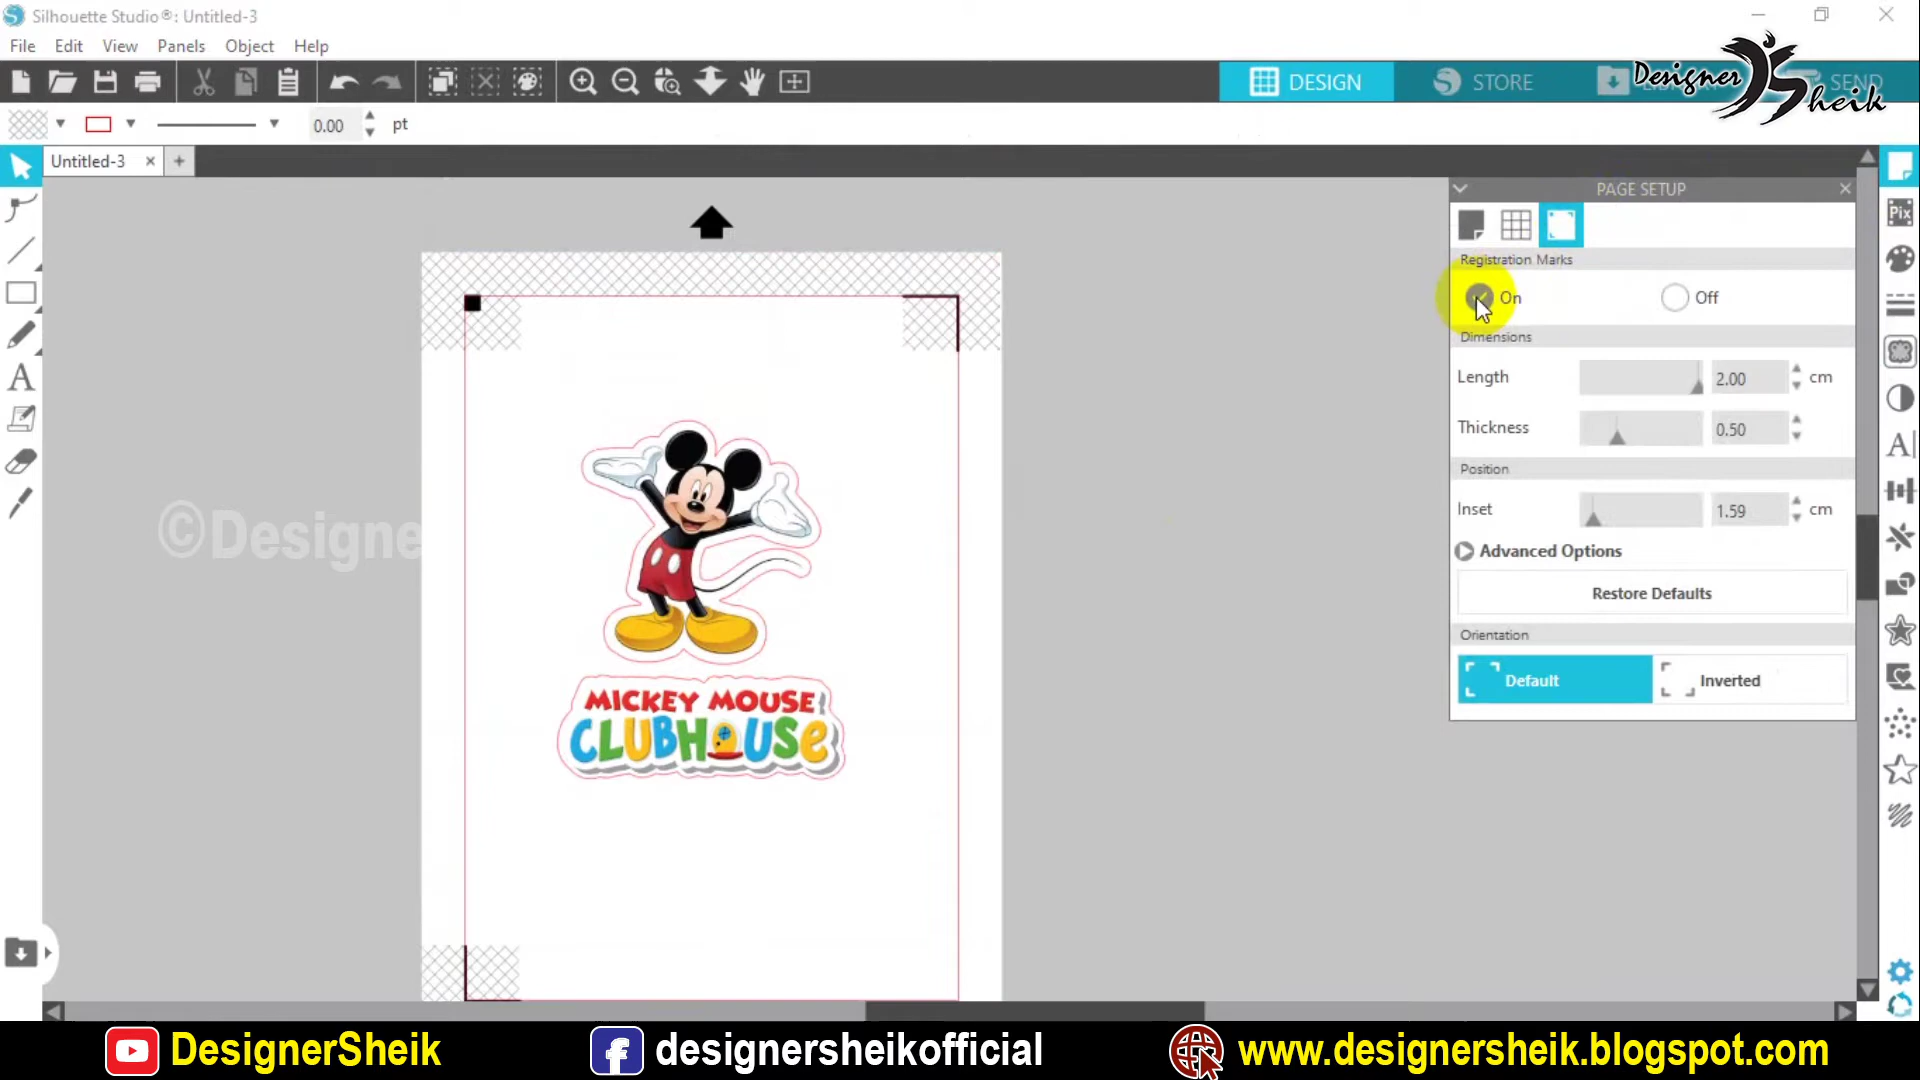 Silhouette Studio®: Untitled-3
File Edit View Panels Object Help
DESIGN STORE SEND
Designer Sheik
0.00 pt
Untitled-3
PAGE SETUP
Pix
Registration Marks
On Off
Dimensions
Length 2.00 cm
Thickness 0.50
Position
Inset 1.59 cm
Advanced Options
Restore Defaults
Orientation
Default Inverted
©Designe
MICKEY MOUSE
CLUBHOUSE
DesignerSheik designersheikofficial www.designersheik.blogspot.com